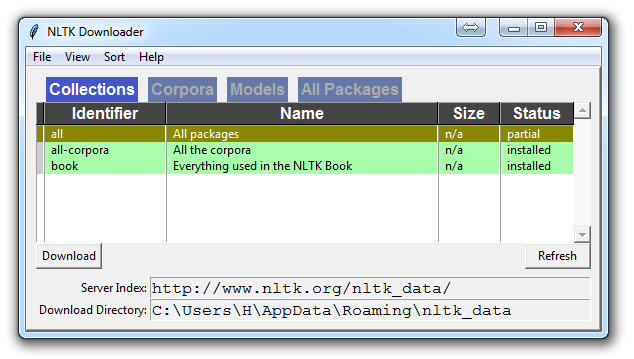 NLTK Downloader
File View Sort Help
Collections Corpora Models All Packages
Identifier Name Size Status
all All packages n/a partial
all-corpora All the corpora n/a installed
book Everything used in the NLTK Book n/a installed
Download Refresh
Server Index: http://www.nltk.org/nltk_data/
Download Directory: C:\Users\H\AppData\Roaming\nltk_data